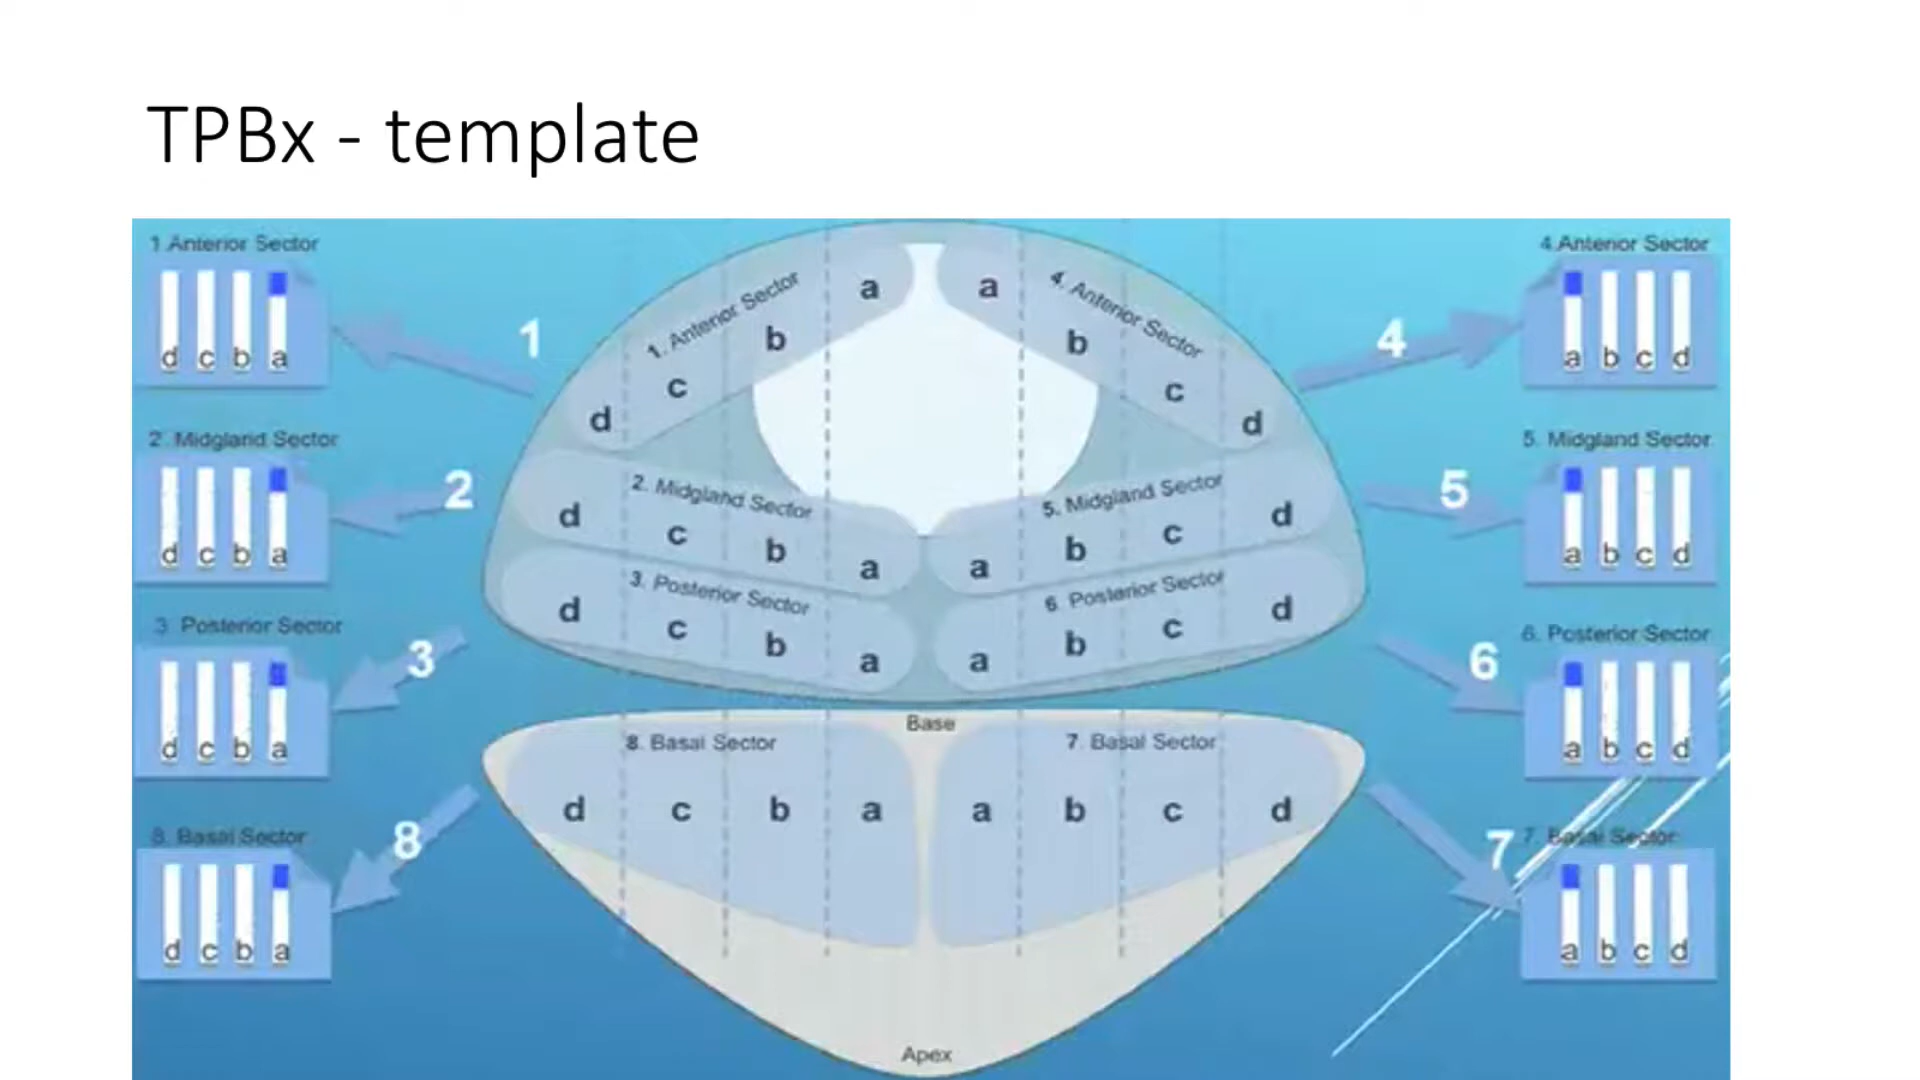 TPBx - template
1 Anterior Sector
d c b a
1
2. Midgland Sector
d c b a
2
3. Posterior Sector
d c b a
3
8. Basal Sector
d c b a
8
1. Anterior Sector
a
b
c
d
4. Anterior Sector
a
b
c
d
2. Midgland Sector
d c b a
5. Midgland Sector
a b c d
3. Posterior Sector
d c b a
6 Posterior Sector
a b c d
Base
8. Basal Sector
d c b a
7. Basal Sector
a b c d
Apex
4
4 Anterior Sector
a b c d
5
5. Midgland Sector
a b c d
6
6. Posterior Sector
a b c d
7
7. Basal Sector
a b c d